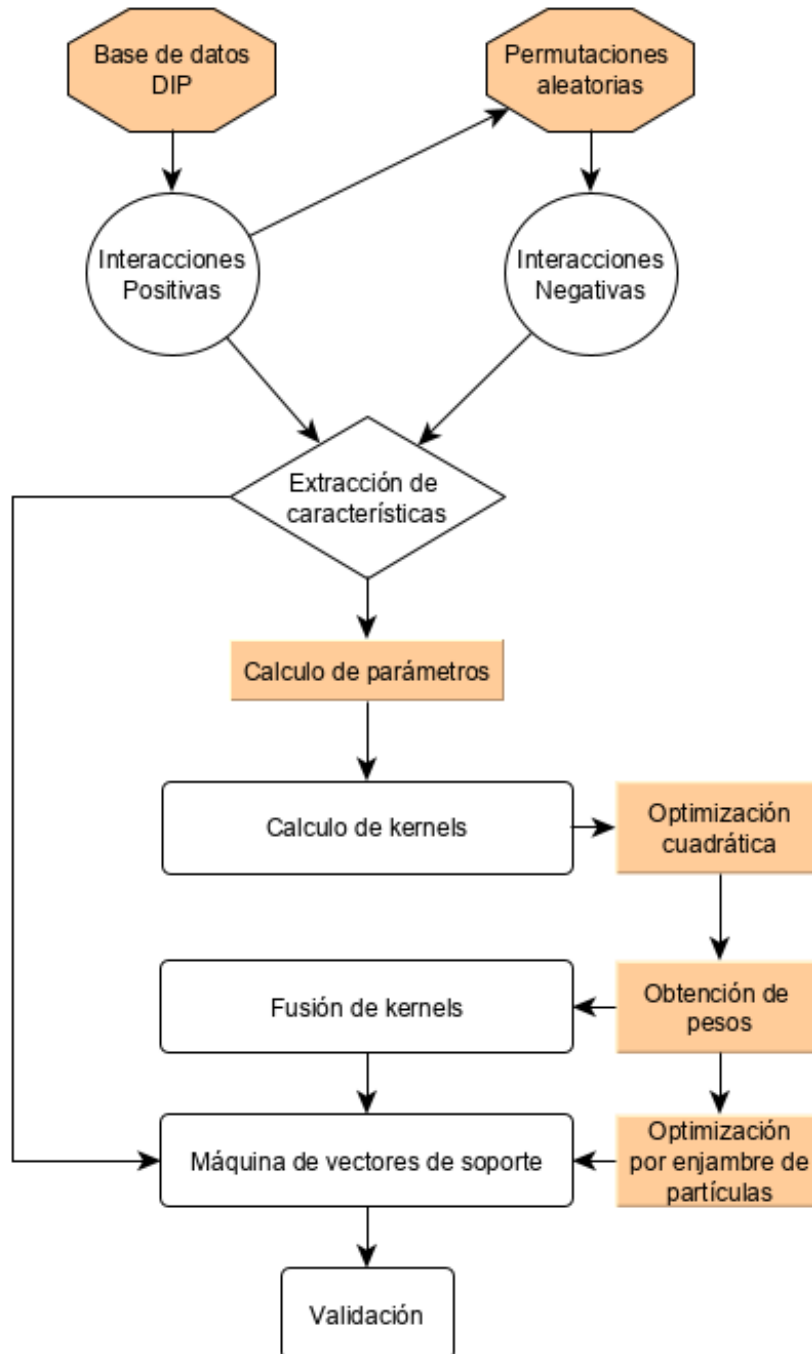 Base de datos
DIP
Permutaciones
aleatorias
Interacciones
Positivas
Interacciones
Negativas
Extracción de
características
Calculo de parámetros
Calculo de kernels
Optimización
cuadrática
Fusión de kernels
Obtención de
pesos
Máquina de vectores de soporte
Optimización
por enjambre de
partículas
Validación